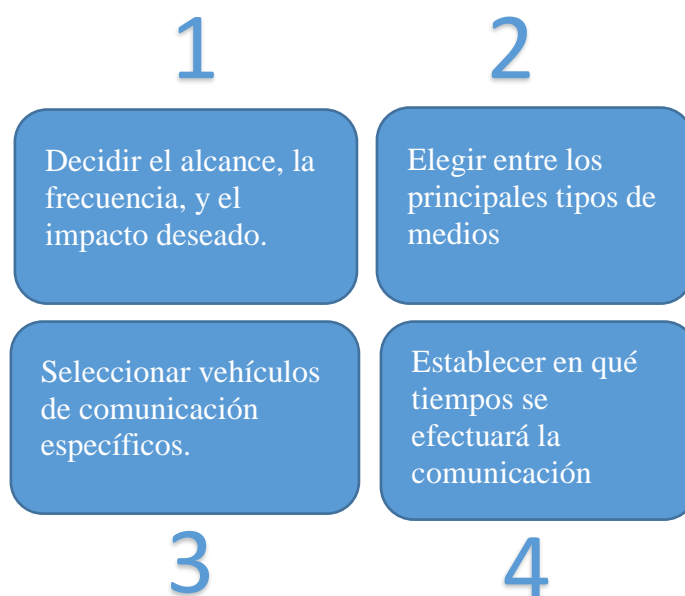 1
2
Decidir el alcance, la
frecuencia, y el
impacto deseado.
Elegir entre los
principales tipos de
medios
Seleccionar vehículos
de comunicación
específicos.
Establecer en qué
tiempos se
efectuará la
comunicación
3
4